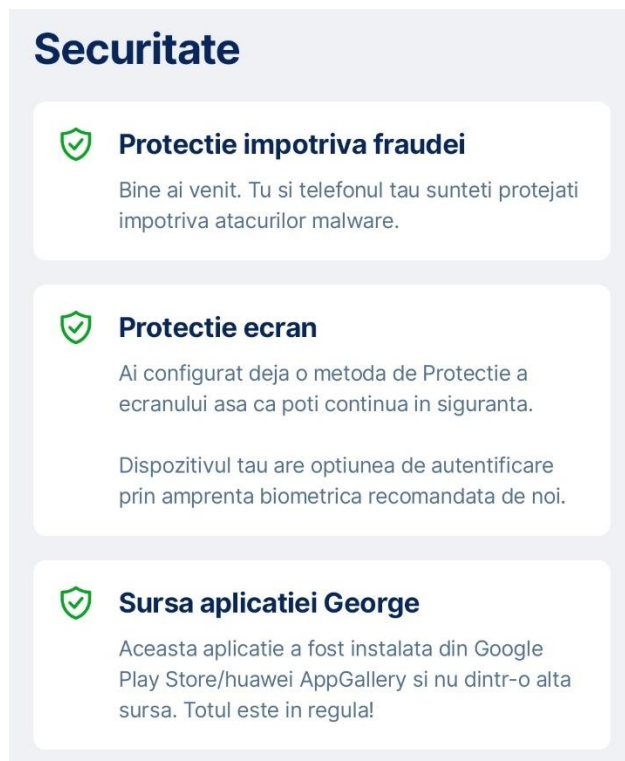 Securitate
Protectie impotriva fraudei
Bine ai venit. Tu si telefonul tau sunteti protejati
impotriva atacurilor malware.
Protectie ecran
Ai configurat deja o metoda de Protectie a
ecranului asa ca poti continua in siguranta.
Dispozitivul tau are optiunea de autentificare
prin amprenta biometrica recomandata de noi.
Sursa aplicatiei George
Aceasta aplicatie a fost instalata din Google
Play Store/huawei AppGallery si nu dintr-o alta
sursa. Totul este in regula!